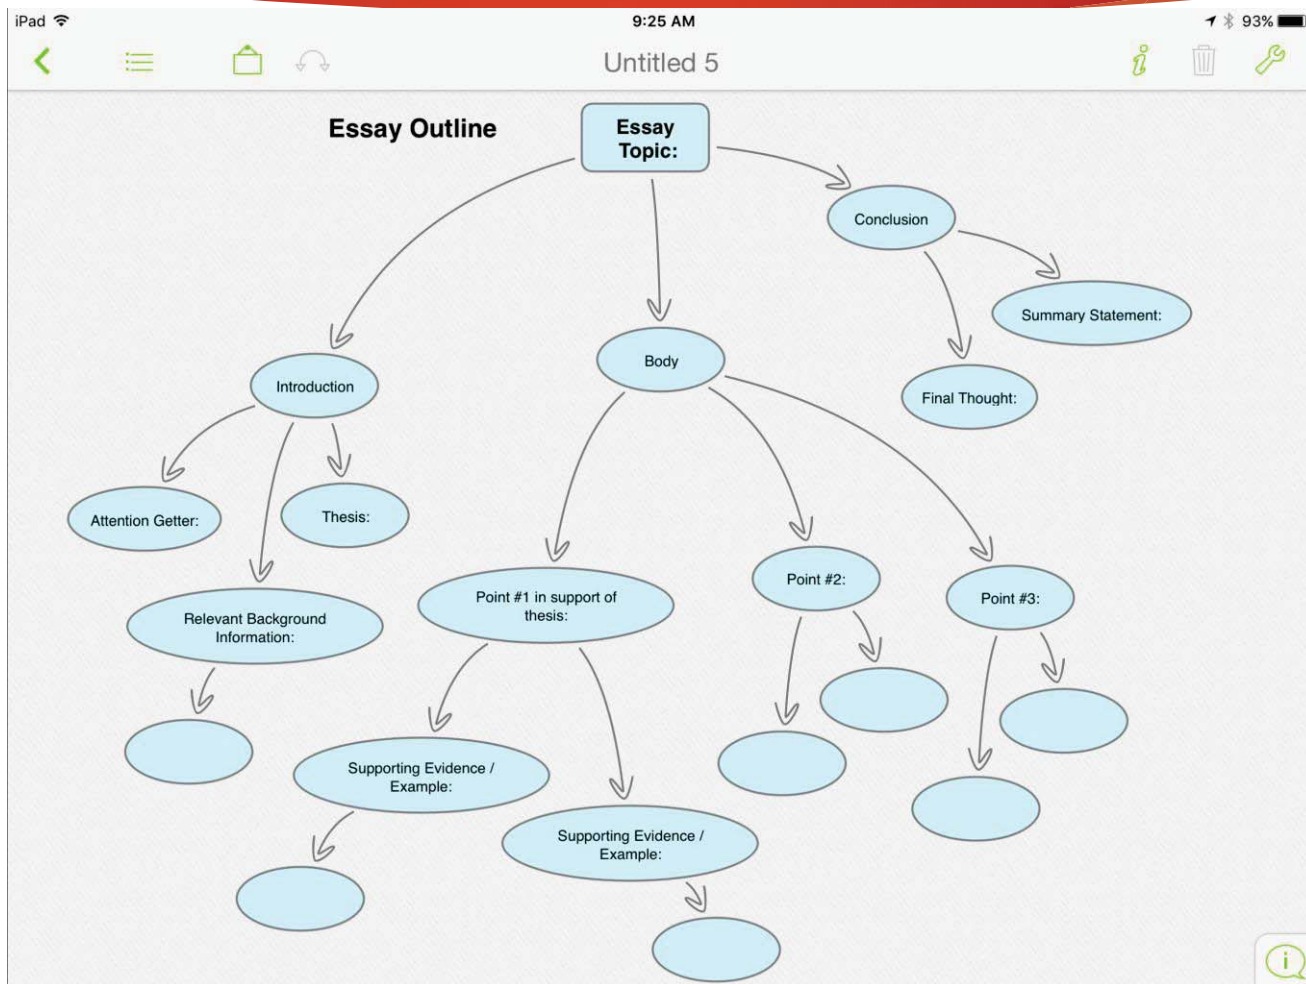 iPad
9:25 AM
93%
Untitled 5
Essay Outline
Essay
Topic:
Conclusion
Summary Statement:
Final Thought:
Body
Introduction
Attention Getter:
Thesis:
Relevant Background
Information:
Point #1 in support of
thesis:
Point #2:
Point #3:
Supporting Evidence /
Example:
Supporting Evidence /
Example: